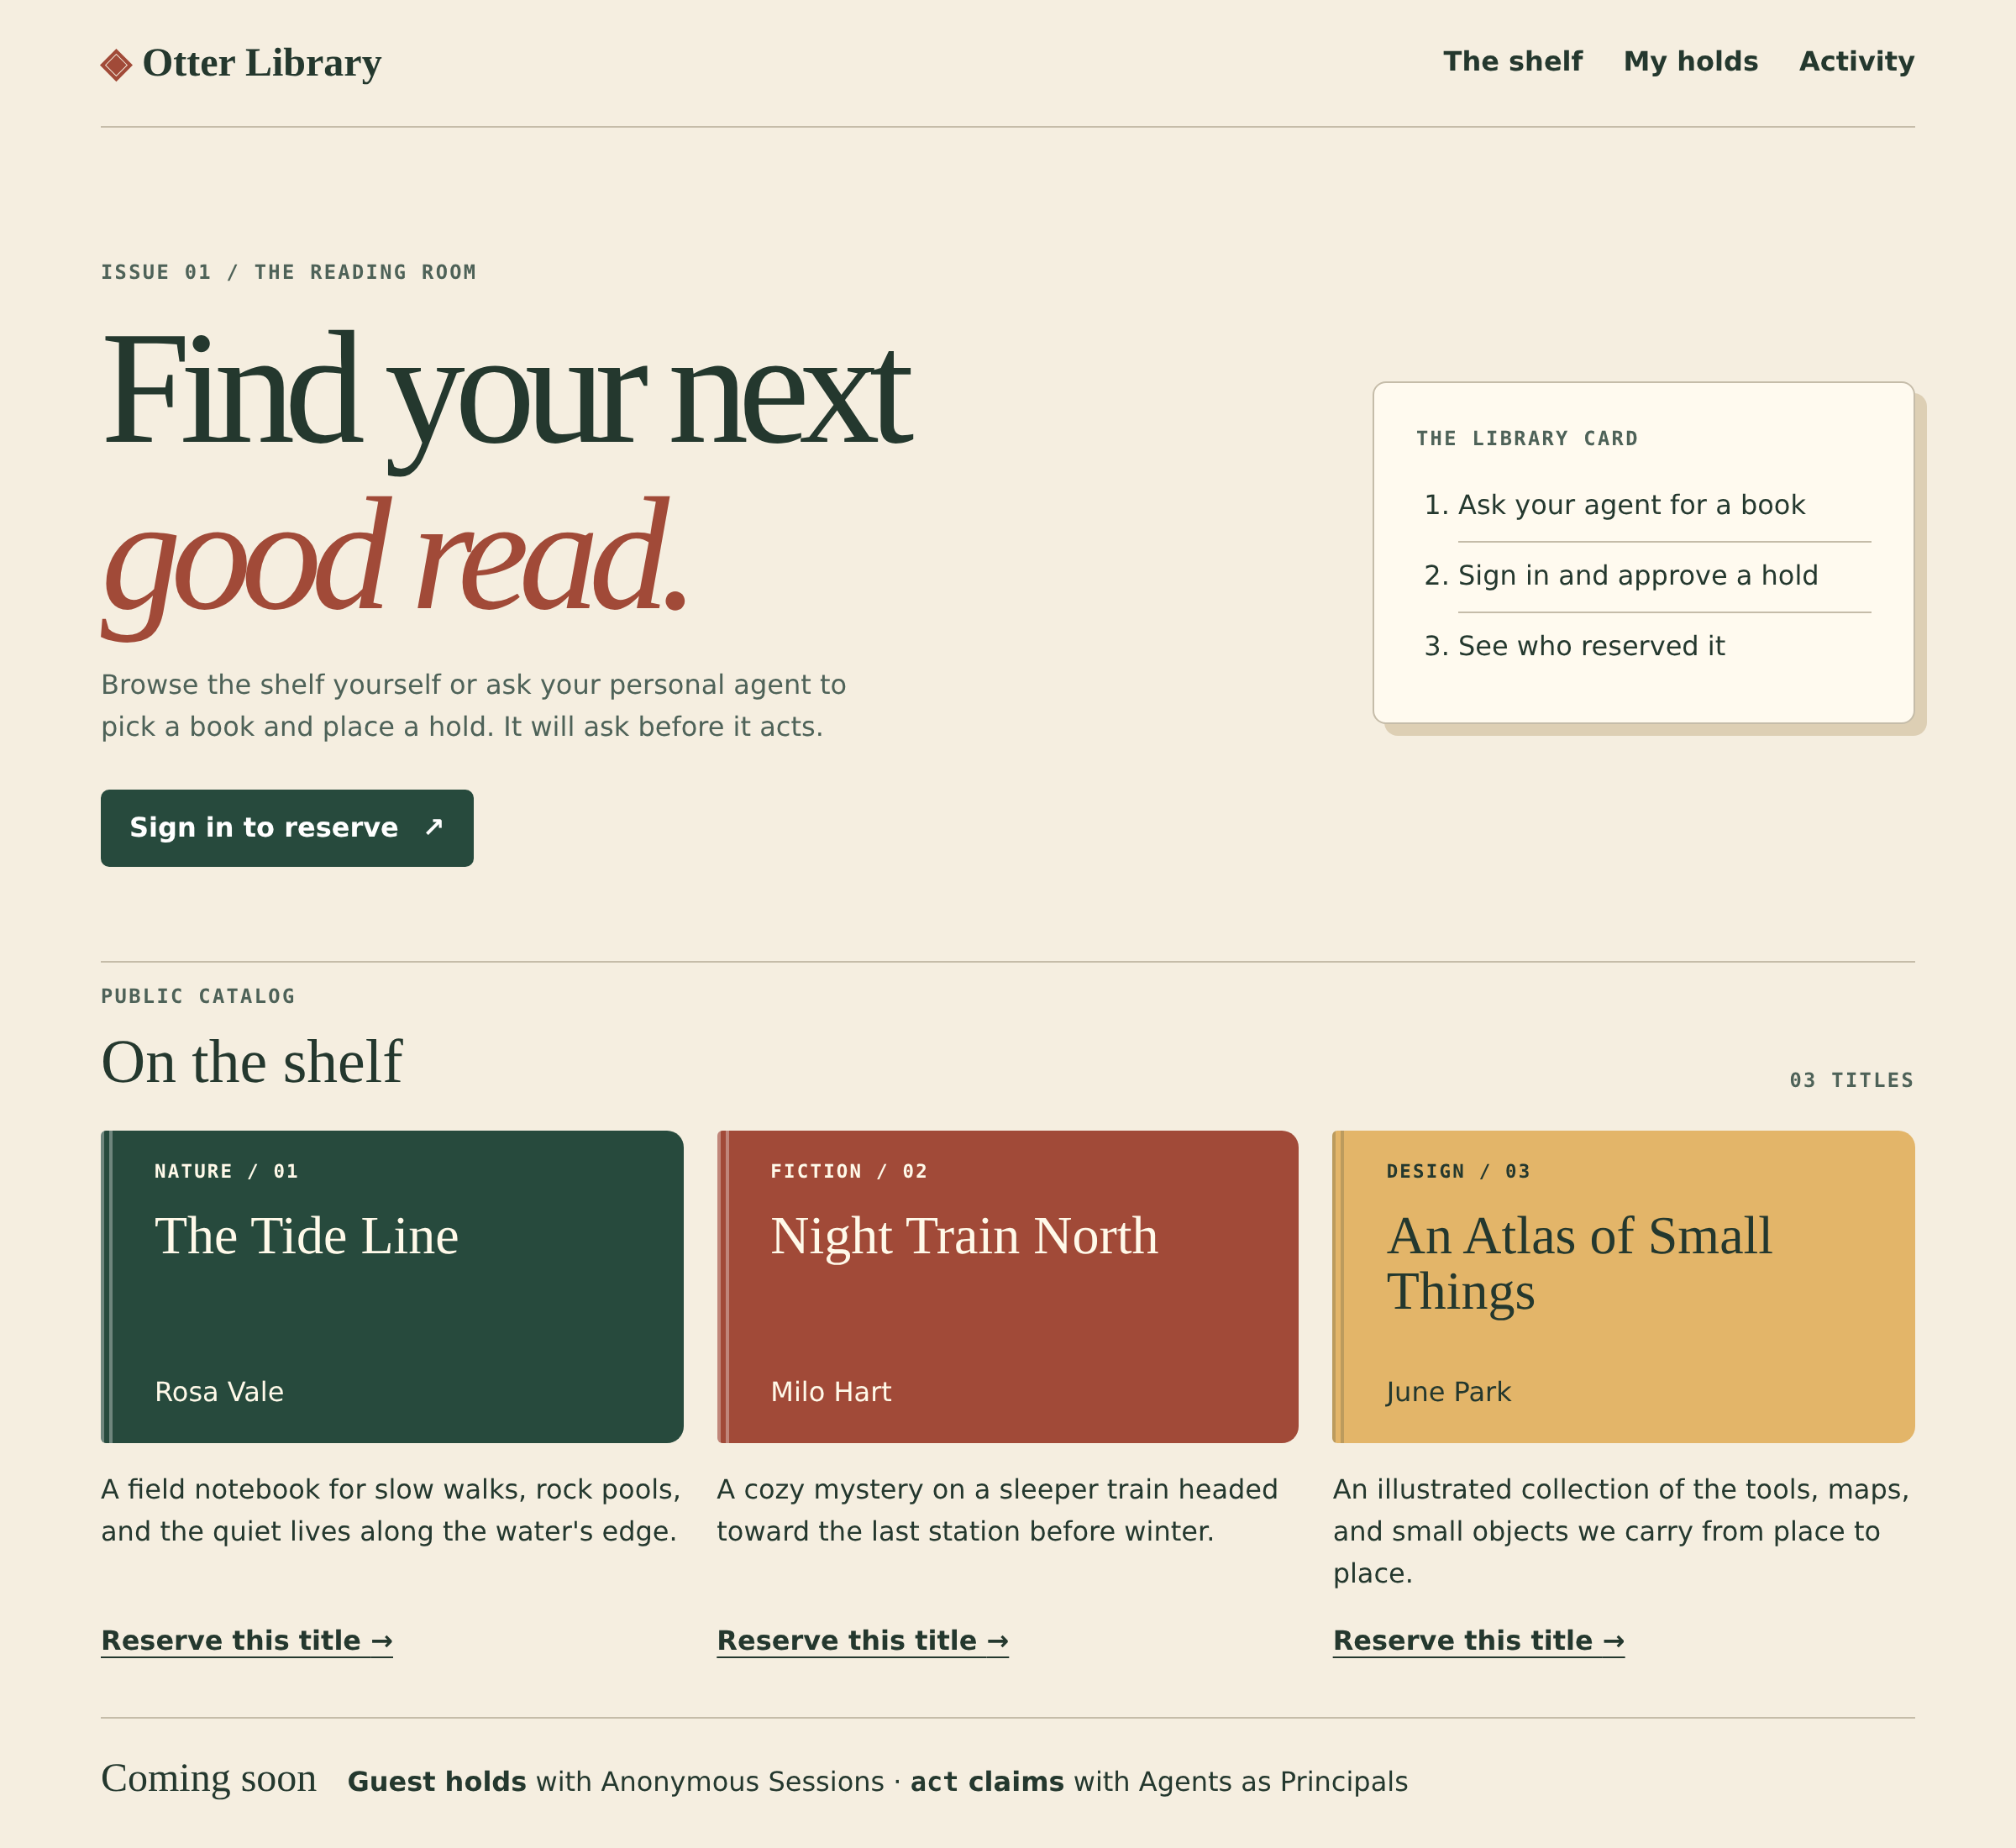 Otter Library
The shelf
My holds
Activity
ISSUE 01 / THE READING ROOM
Find your next
good read.
Browse the shelf yourself or ask your personal agent to
pick a book and place a hold. It will ask before it acts.
Sign in to reserve ↗
THE LIBRARY CARD
1. Ask your agent for a book
2. Sign in and approve a hold
3. See who reserved it
PUBLIC CATALOG
On the shelf
03 TITLES
NATURE / 01
The Tide Line
Rosa Vale
A field notebook for slow walks, rock pools,
and the quiet lives along the water's edge.
Reserve this title →
FICTION / 02
Night Train North
Milo Hart
A cozy mystery on a sleeper train headed
toward the last station before winter.
Reserve this title →
DESIGN / 03
An Atlas of Small
Things
June Park
An illustrated collection of the tools, maps,
and small objects we carry from place to
place.
Reserve this title →
Coming soon
Guest holds with Anonymous Sessions · act claims with Agents as Principals